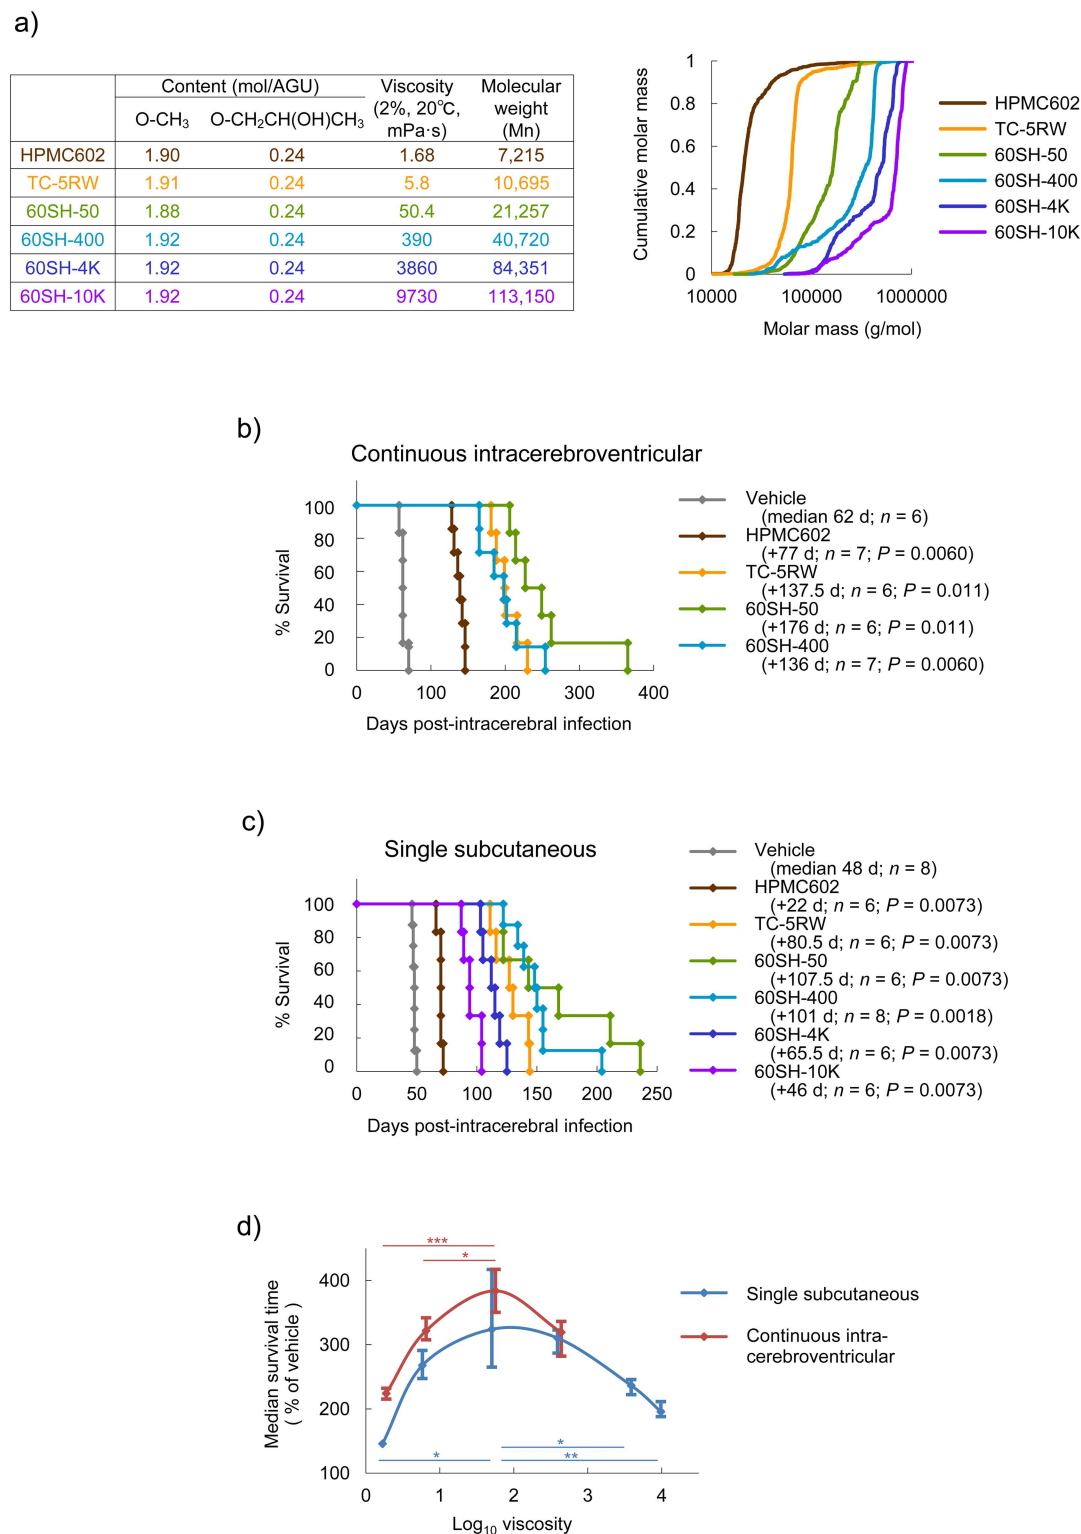 a)
Content (mol/AGU)
Viscosity
(2%, 20℃,
mPa·s)
Molecular
weight
(Mn)
O-CH₃
O-CH₂CH(OH)CH₃
HPMC602 1.90 0.24 1.68 7,215
TC-5RW 1.91 0.24 5.8 10,695
60SH-50 1.88 0.24 50.4 21,257
60SH-400 1.92 0.24 390 40,720
60SH-4K 1.92 0.24 3860 84,351
60SH-10K 1.92 0.24 9730 113,150
Cumulative molar mass
1
0.8
0.6
0.4
0.2
0
10000 100000 1000000
Molar mass (g/mol)
HPMC602
TC-5RW
60SH-50
60SH-400
60SH-4K
60SH-10K
b)
Continuous intracerebroventricular
% Survival
100
80
60
40
20
0
0 100 200 300 400
Days post-intracerebral infection
Vehicle
(median 62 d; n = 6)
HPMC602
(+77 d; n = 7; P = 0.0060)
TC-5RW
(+137.5 d; n = 6; P = 0.011)
60SH-50
(+176 d; n = 6; P = 0.011)
60SH-400
(+136 d; n = 7; P = 0.0060)
c)
Single subcutaneous
% Survival
100
80
60
40
20
0
0 50 100 150 200 250
Days post-intracerebral infection
Vehicle
(median 48 d; n = 8)
HPMC602
(+22 d; n = 6; P = 0.0073)
TC-5RW
(+80.5 d; n = 6; P = 0.0073)
60SH-50
(+107.5 d; n = 6; P = 0.0073)
60SH-400
(+101 d; n = 8; P = 0.0018)
60SH-4K
(+65.5 d; n = 6; P = 0.0073)
60SH-10K
(+46 d; n = 6; P = 0.0073)
d)
Median survival time
( % of vehicle )
400
300
200
100
***
*
*
*
**
0 1 2 3 4
Log₁₀ viscosity
Single subcutaneous
Continuous intra-
cerebroventricular